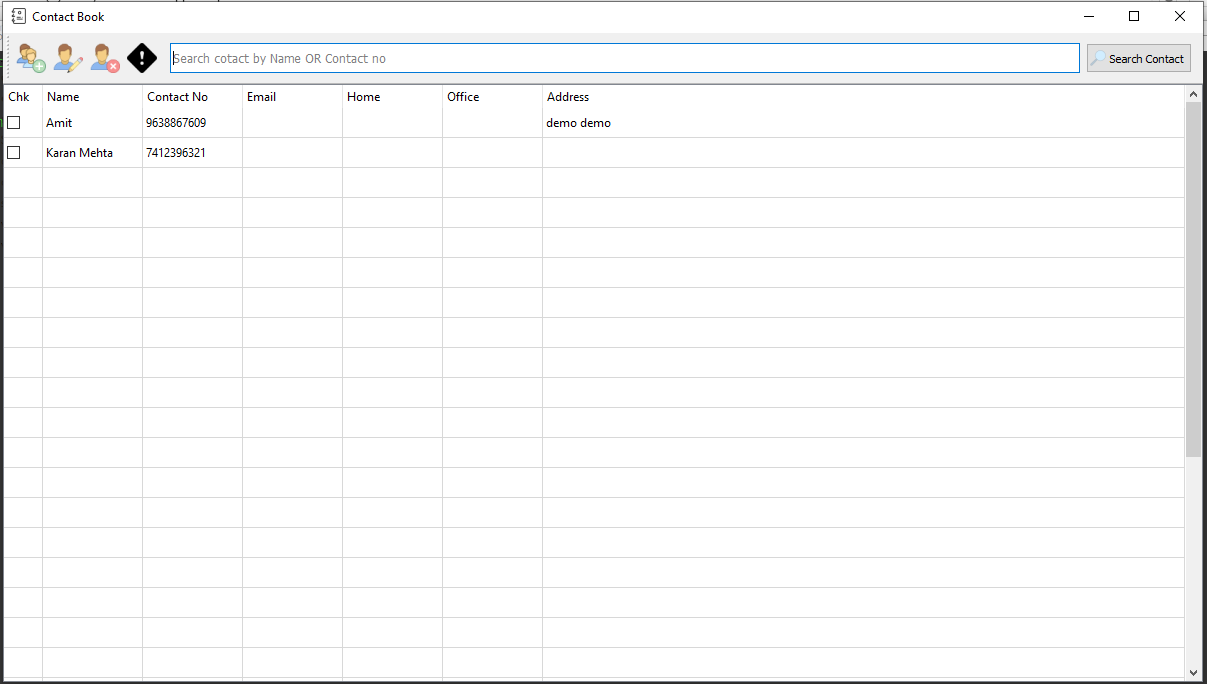 Contact Book
Search cotact by Name OR Contact no
Search Contact
Chk Name Contact No Email Home Office Address
Amit 9638867609 demo demo
Karan Mehta 7412396321